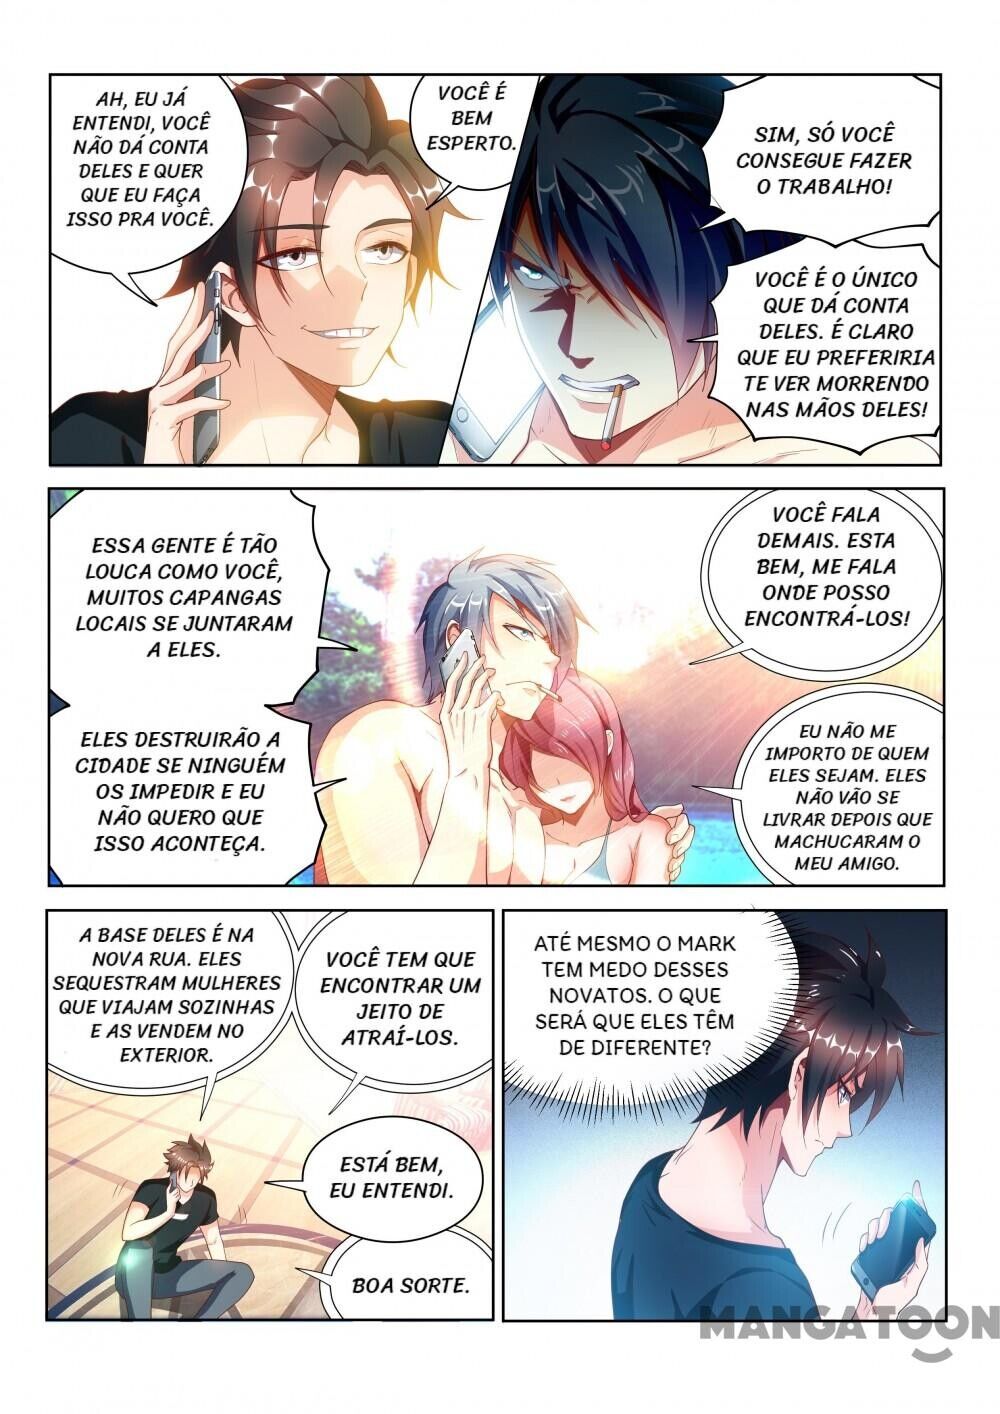 AH, EU JÁ
ENTENDI, VOCÊ
NÃO DÁ CONTA
DELES E QUER
QUE EU FAÇA
ISSO PRA VOCÊ.
VOCÊ É
BEM
ESPERTO.
SIM, SÓ VOCÊ
CONSEGUE FAZER
O TRABALHO!
VOCÊ É O ÚNICO
QUE DÁ CONTA
DELES. É CLARO
QUE EU PREFERIRIA
TE VER MORRENDO
NAS MÃOS DELES!
ESSA GENTE É TÃO
LOUCA COMO VOCÊ,
MUITOS CAPANGAS
LOCAIS SE JUNTARAM
A ELES.
ELES DESTRUIRÃO A
CIDADE SE NINGUÉM
OS IMPEDIR E EU
NÃO QUERO QUE
ISSO ACONTEÇA.
VOCÊ FALA
DEMAIS. ESTA
BEM, ME FALA
ONDE POSSO
ENCONTRÁ-LOS!
EU NÃO ME
IMPORTO DE QUEM
ELES SEJAM. ELES
NÃO VÃO SE
LIVRAR DEPOIS QUE
MACHUCARAM O
MEU AMIGO.
A BASE DELES É NA
NOVA RUA. ELES
SEQUESTRAM MULHERES
QUE VIAJAM SOZINHAS
E AS VENDEM NO
EXTERIOR.
VOCÊ TEM QUE
ENCONTRAR UM
JEITO DE
ATRAÍ-LOS.
ESTÁ BEM,
EU ENTENDI.
BOA SORTE.
ATÉ MESMO O MARK
TEM MEDO DESSES
NOVATOS. O QUE
SERÁ QUE ELES TÊM
DE DIFERENTE?
MANGATOON